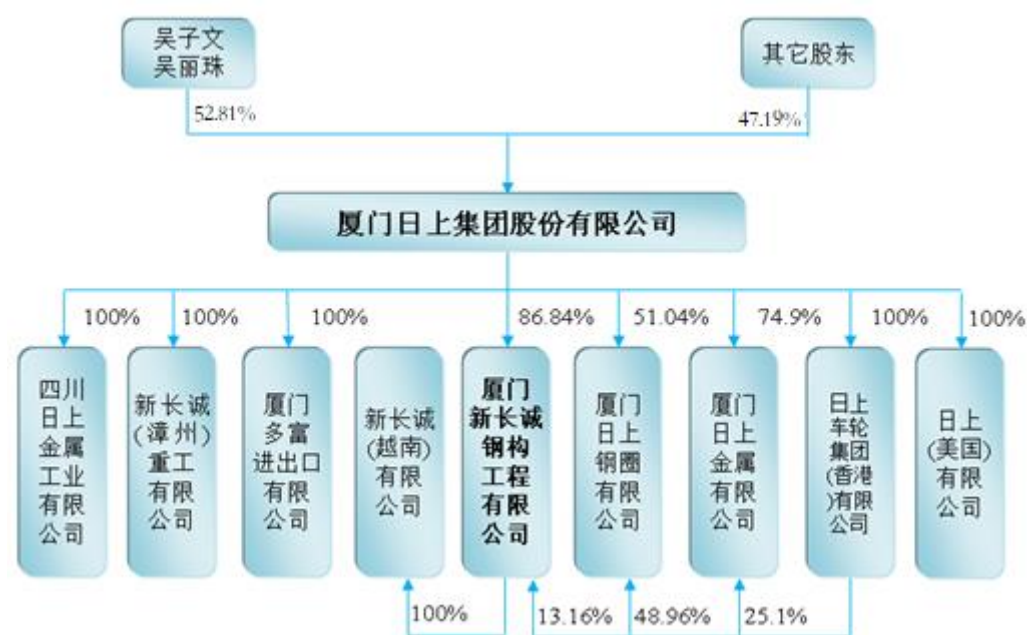 吴子文
吴丽珠
其它股东
52.81%
47.19%
厦门日上集团股份有限公司
100%
100%
100%
86.84%
51.04%
74.9%
100%
100%
四川
日上
金属
工业
有限
公司
新长诚
(漳州)
重工
有限
公司
厦门
多富
进出口
有限
公司
新长诚
(越南)
有限
公司
厦门
新长诚
钢构
工程
有限
公司
厦门
日上
钢圈
有限
公司
厦门
日上
金属
有限
公司
日上
车轮
集团
(香港
)有限
公司
日上
(美国)
有限
公司
100%
13.16%
48.96%
25.1%